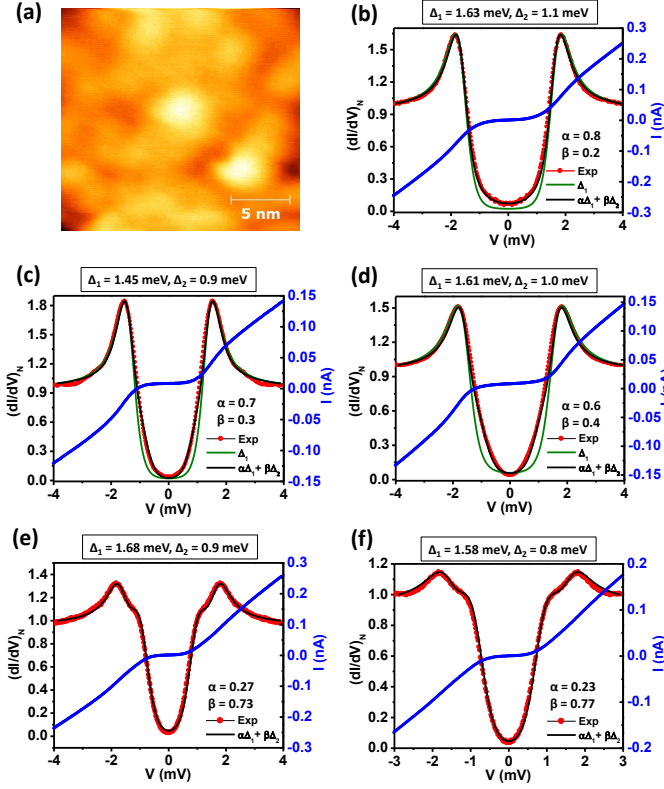 (a)
5 nm
(b)
Δ₁ = 1.63 meV, Δ₂ = 1.1 meV
1.5
1.2
0.9
0.6
0.3
0.0
(dI/dV)N
0.3
0.2
0.1
0.0
-0.1
-0.2
-0.3
I (nA)
α = 0.8
β = 0.2
Exp
Δ₁
αΔ₁ + βΔ₂
-4 -2 0 2 4
V (mV)
(c)
Δ₁ = 1.45 meV, Δ₂ = 0.9 meV
1.8
1.5
1.2
0.9
0.6
0.3
0.0
(dI/dV)N
0.15
0.10
0.05
0.00
-0.05
-0.10
-0.15
I (nA)
α = 0.7
β = 0.3
Exp
Δ₁
αΔ₁ + βΔ₂
-4 -2 0 2 4
V (mV)
(d)
Δ₁ = 1.61 meV, Δ₂ = 1.0 meV
1.5
1.2
0.9
0.6
0.3
0.0
(dI/dV)N
0.15
0.10
0.05
0.00
-0.05
-0.10
-0.15
I (nA)
α = 0.6
β = 0.4
Exp
Δ₁
αΔ₁ + βΔ₂
-4 -2 0 2 4
V (mV)
(e)
Δ₁ = 1.68 meV, Δ₂ = 0.9 meV
1.4
1.2
1.0
0.8
0.6
0.4
0.2
0.0
(dI/dV)N
0.3
0.2
0.1
0.0
-0.1
-0.2
-0.3
I (nA)
α = 0.27
β = 0.73
Exp
αΔ₁ + βΔ₂
-4 -2 0 2 4
V (mV)
(f)
Δ₁ = 1.58 meV, Δ₂ = 0.8 meV
1.2
1.0
0.8
0.6
0.4
0.2
0.0
(dI/dV)N
0.2
0.1
0.0
-0.1
-0.2
I (nA)
α = 0.23
β = 0.77
Exp
αΔ₁ + βΔ₂
-3 -2 -1 0 1 2 3
V (mV)